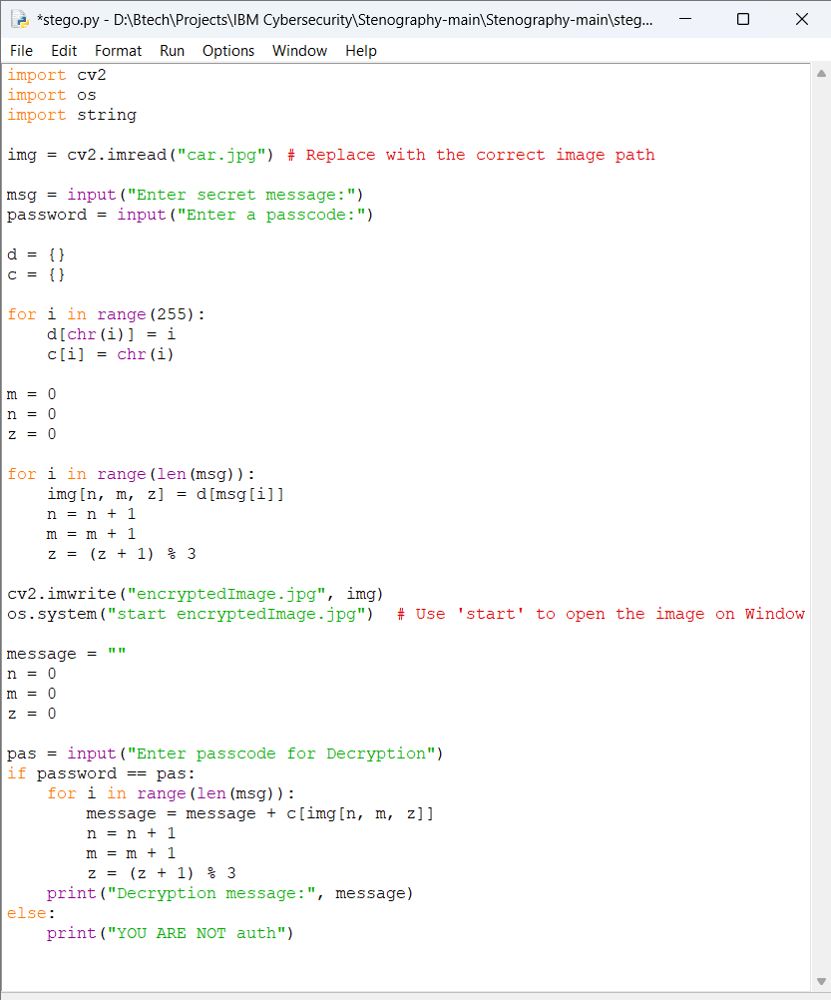 *stego.py - D:\Btech\Projects\IBM Cybersecurity\Stenography-main\Stenography-main\steg...
File Edit Format Run Options Window Help
import cv2
import os
import string

img = cv2.imread("car.jpg") # Replace with the correct image path

msg = input("Enter secret message:")
password = input("Enter a passcode:")

d = {}
c = {}

for i in range(255):
    d[chr(i)] = i
    c[i] = chr(i)

m = 0
n = 0
z = 0

for i in range(len(msg)):
    img[n, m, z] = d[msg[i]]
    n = n + 1
    m = m + 1
    z = (z + 1) % 3

cv2.imwrite("encryptedImage.jpg", img)
os.system("start encryptedImage.jpg")  # Use 'start' to open the image on Window

message = ""
n = 0
m = 0
z = 0

pas = input("Enter passcode for Decryption")
if password == pas:
    for i in range(len(msg)):
        message = message + c[img[n, m, z]]
        n = n + 1
        m = m + 1
        z = (z + 1) % 3
    print("Decryption message:", message)
else:
    print("YOU ARE NOT auth")